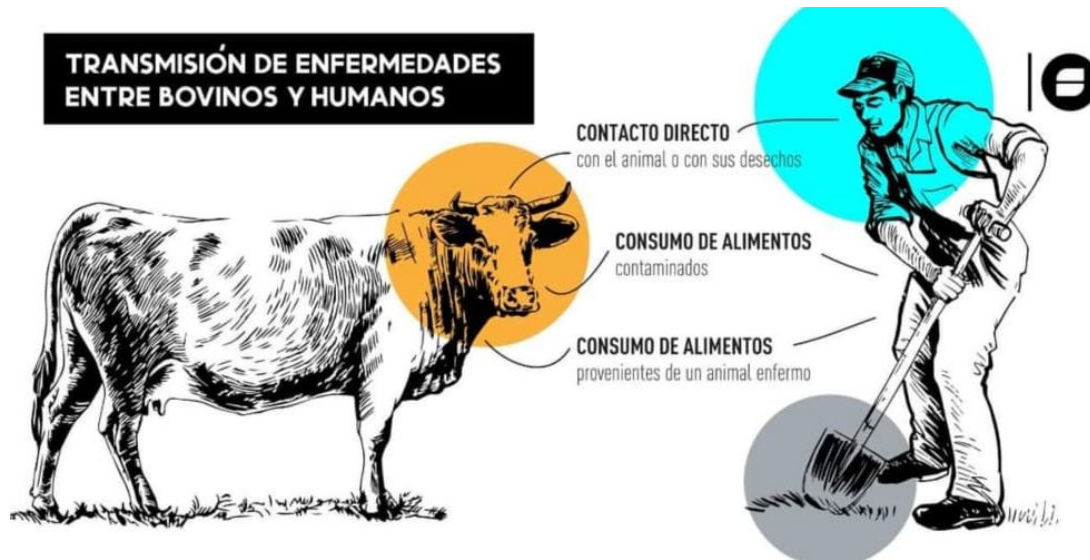 TRANSMISIÓN DE ENFERMEDADES
ENTRE BOVINOS Y HUMANOS
CONTACTO DIRECTO
con el animal o con sus desechos
CONSUMO DE ALIMENTOS
contaminados
CONSUMO DE ALIMENTOS
provenientes de un animal enfermo